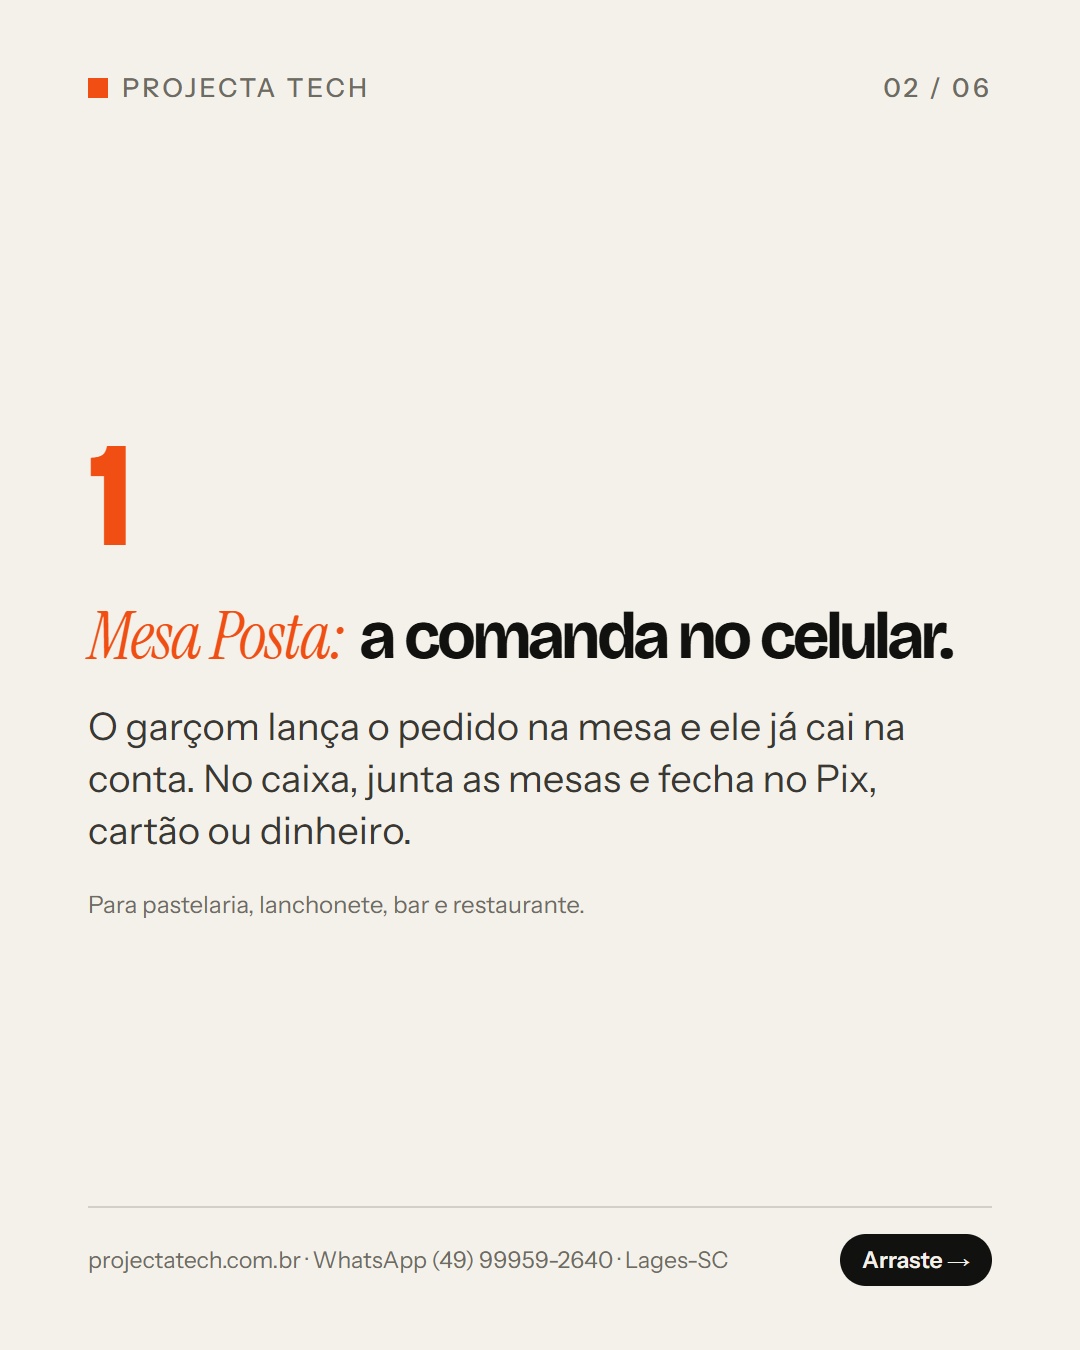 PROJECTA TECH
02 / 06
1
Mesa Posta: a comanda no celular.
O garçom lança o pedido na mesa e ele já cai na
conta. No caixa, junta as mesas e fecha no Pix,
cartão ou dinheiro.
Para pastelaria, lanchonete, bar e restaurante.
projectatech.com.br · WhatsApp (49) 99959-2640 · Lages-SC
Arraste →